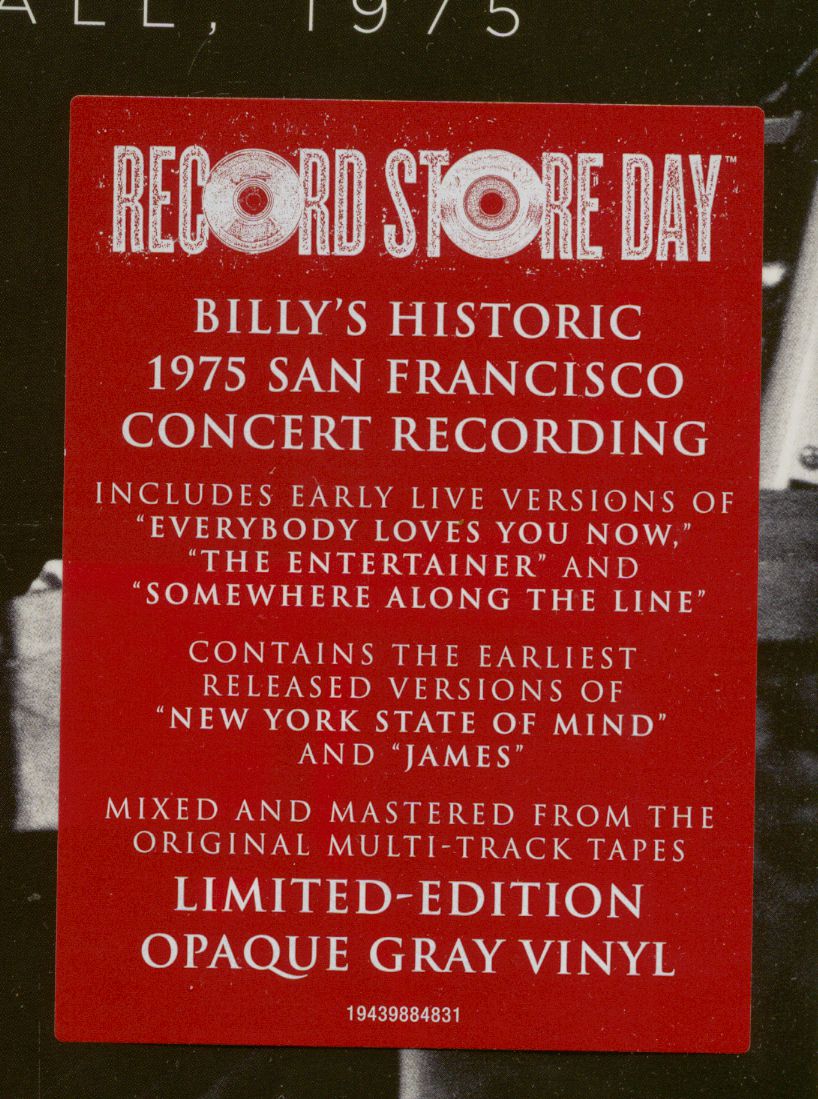 ALL, 1975
RECORD STORE DAY™
BILLY'S HISTORIC
1975 SAN FRANCISCO
CONCERT RECORDING
INCLUDES EARLY LIVE VERSIONS OF
“EVERYBODY LOVES YOU NOW,”
“THE ENTERTAINER” AND
“SOMEWHERE ALONG THE LINE”
CONTAINS THE EARLIEST
RELEASED VERSIONS OF
“NEW YORK STATE OF MIND”
AND “JAMES”
MIXED AND MASTERED FROM THE
ORIGINAL MULTI-TRACK TAPES
LIMITED-EDITION
OPAQUE GRAY VINYL
19439884831